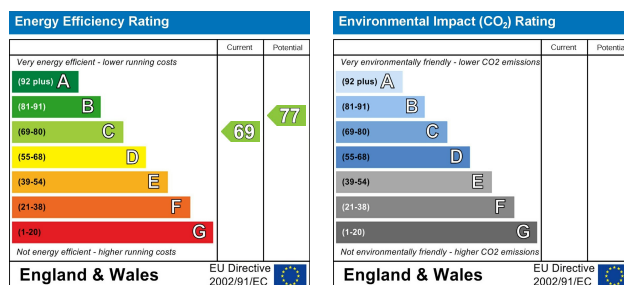 Energy Efficiency Rating
Current Potential
Very energy efficient - lower running costs
(92 plus) A
(81-91) B
(69-80) C
(55-68) D
(39-54) E
(21-38) F
(1-20) G
69
77
Not energy efficient - higher running costs
England & Wales
EU Directive
2002/91/EC
Environmental Impact (CO₂) Rating
Current Potential
Very environmentally friendly - lower CO2 emissions
(92 plus) A
(81-91) B
(69-80) C
(55-68) D
(39-54) E
(21-38) F
(1-20) G
Not environmentally friendly - higher CO2 emissions
England & Wales
EU Directive
2002/91/EC